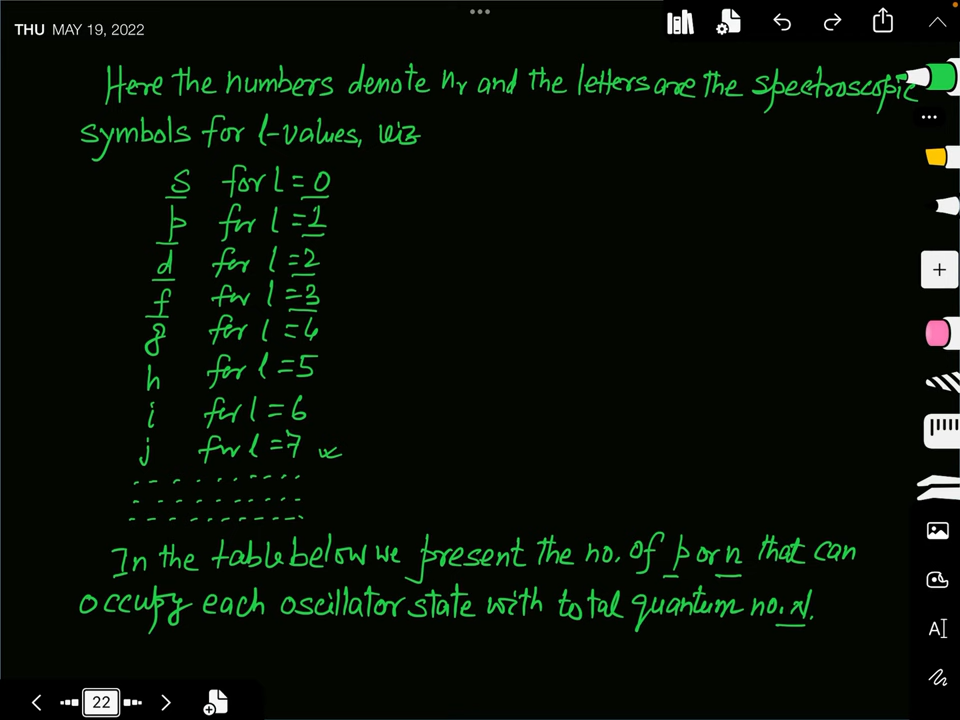 THU MAY 19, 2022
Here the numbers denote nr and the letters are the spectroscopic
symbols for l-values, viz
s for l = 0
p for l = 1
d for l = 2
f for l = 3
g for l = 4
h for l = 5
i for l = 6
j for l = 7
In the table below we present the no. of p or n that can
occupy each oscillator state with total quantum no. N.
22